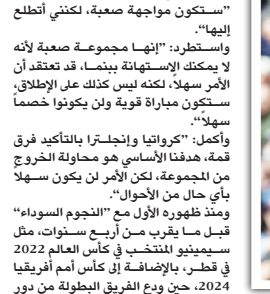 ”ستكون مواجهة صعبة، لكنني أتطلع
إليها“.
واستطرد: ”إنها مجموعة صعبة لأنه
لا يمكنك الاستهانة ببنما، قد تعتقد أن
الأمر سهلاً، لكنه ليس كذلك على الإطلاق،
ستكون مباراة قوية ولن يكونوا خصماً
سهلاً“.
وأكمل: ”كرواتيا وإنجلترا بالتأكيد فرق
قمة، هدفنا الأساسي هو محاولة الخروج
من المجموعة، لكن الأمر لن يكون سهلاً
بأي حال من الأحوال“.
ومنذ ظهوره الأول مع ”النجوم السوداء“
قبل ما يقرب من أربع سنوات، مثل
سيمينيو المنتخب في كأس العالم 2022
في قطر، بالإضافة إلى كأس أمم أفريقيا
2024، حين ودع الفريق البطولة من دور